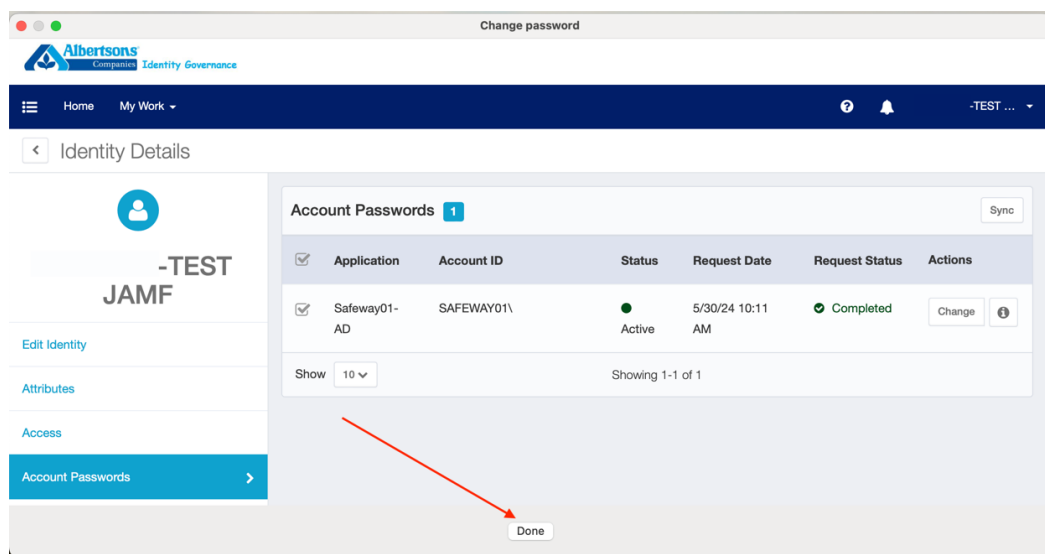 Change password
Albertsons
Companies Identity Governance
Home My Work -TEST ...
Identity Details
-TEST
JAMF
Edit Identity
Attributes
Access
Account Passwords
Account Passwords 1 Sync
Application Account ID Status Request Date Request Status Actions
Safeway01- SAFEWAY01\ 5/30/24 10:11 Completed Change
AD Active AM
Show 10 Showing 1-1 of 1
Done